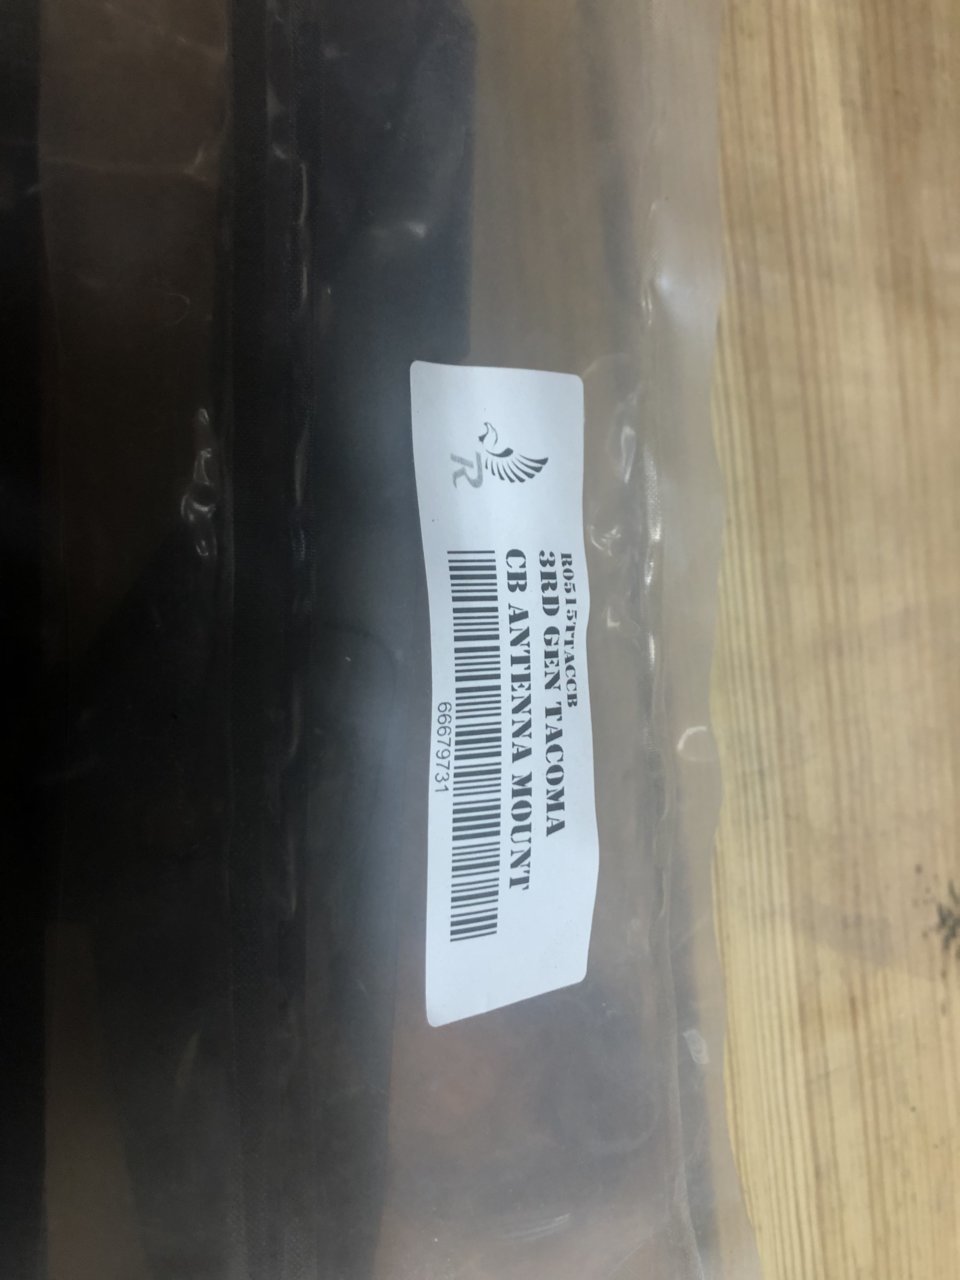 R0515TTACCB
3RD GEN TACOMA
CB ANTENNA MOUNT
66679731
R